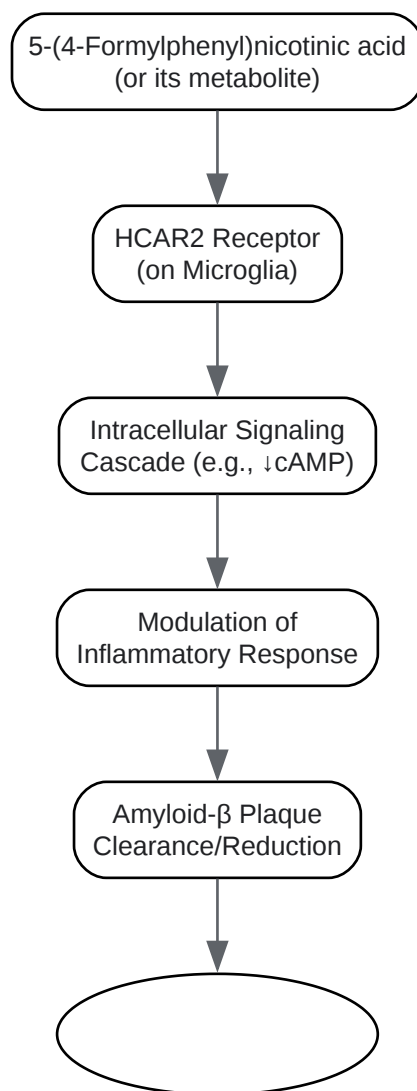 5-(4-Formylphenyl)nicotinic acid
(or its metabolite)
HCAR2 Receptor
(on Microglia)
Intracellular Signaling
Cascade (e.g., ↓cAMP)
Modulation of
Inflammatory Response
Amyloid-β Plaque
Clearance/Reduction